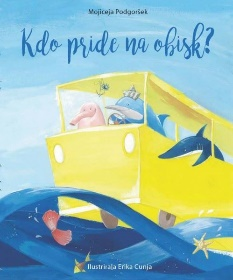 Mojiceja Podgoršek
Kdo pride na obisk?
Ilustrirala Erika Cunja